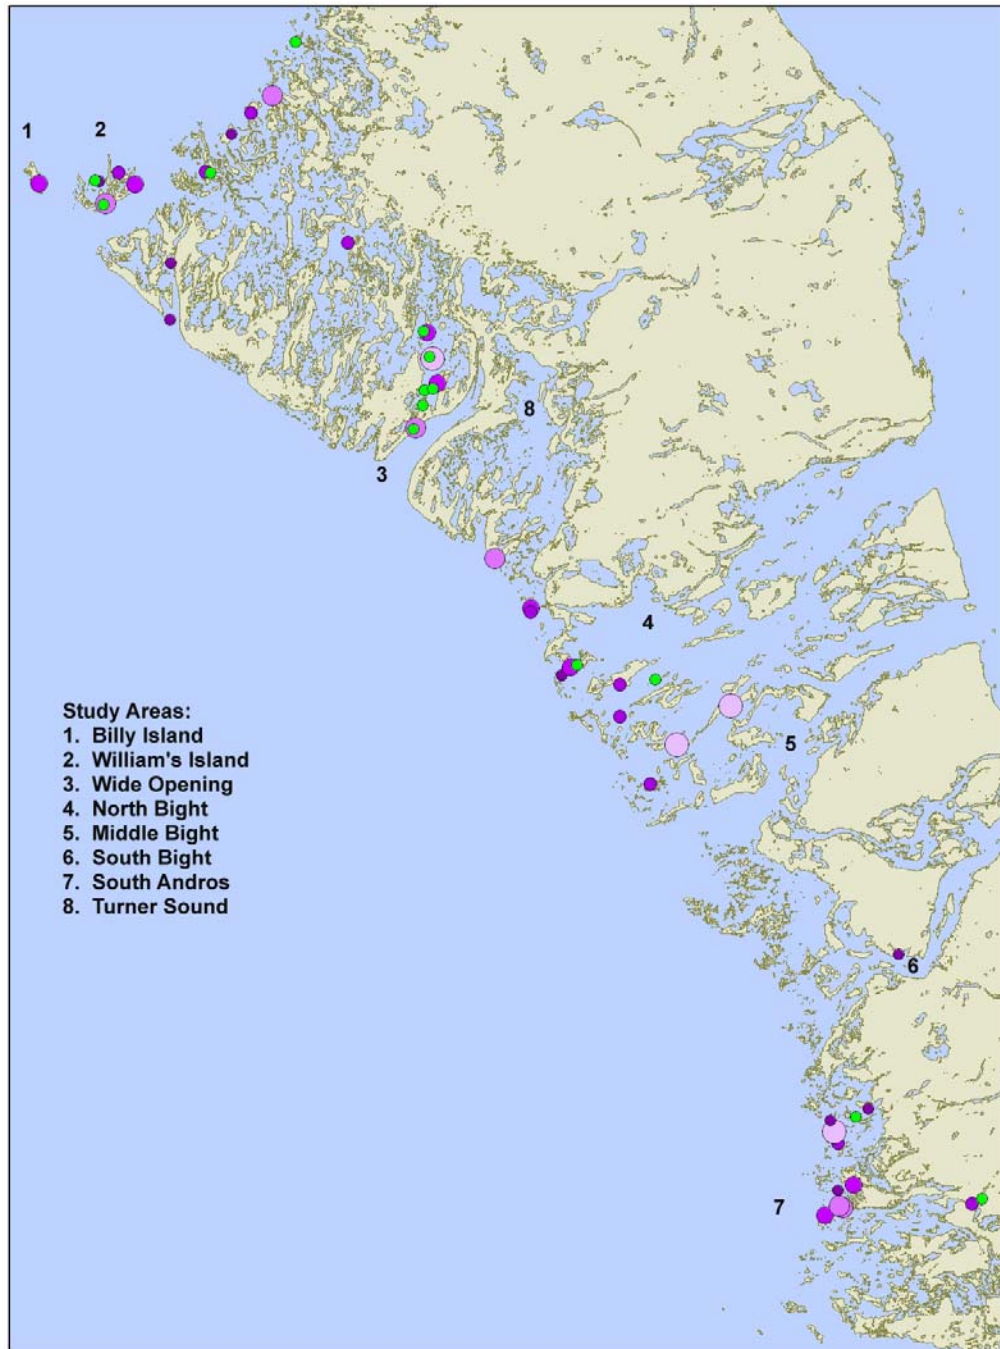 1
2
8
3
4
Study Areas:
1. Billy Island
2. William's Island
3. Wide Opening
4. North Bight
5. Middle Bight
6. South Bight
7. South Andros
8. Turner Sound
5
6
7